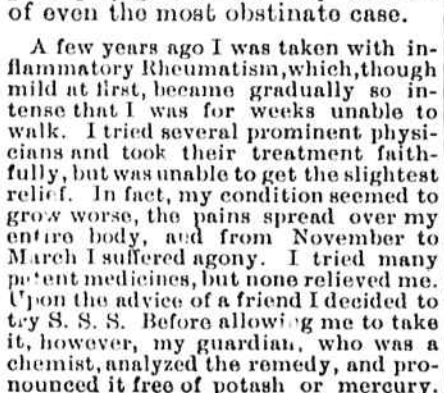 of even the most obstinate case.
A few years ago I was taken with in-
flammatory Rheumatism,which,though
mild at first, became gradually so in-
tense that I was for weeks unable to
walk. I tried several prominent physi-
cians and took their treatment faith-
fully, but was unable to get the slightest
relief. In fact, my condition seemed to
grow worse, the pains spread over my
entire body, and from November to
March I suffered agony. I tried many
patent medicines, but none relieved me.
Upon the advice of a friend I decided to
try S. S. S. Before allowing me to take
it, however, my guardian, who was a
chemist, analyzed the remedy, and pro-
nounced it free of potash or mercury.